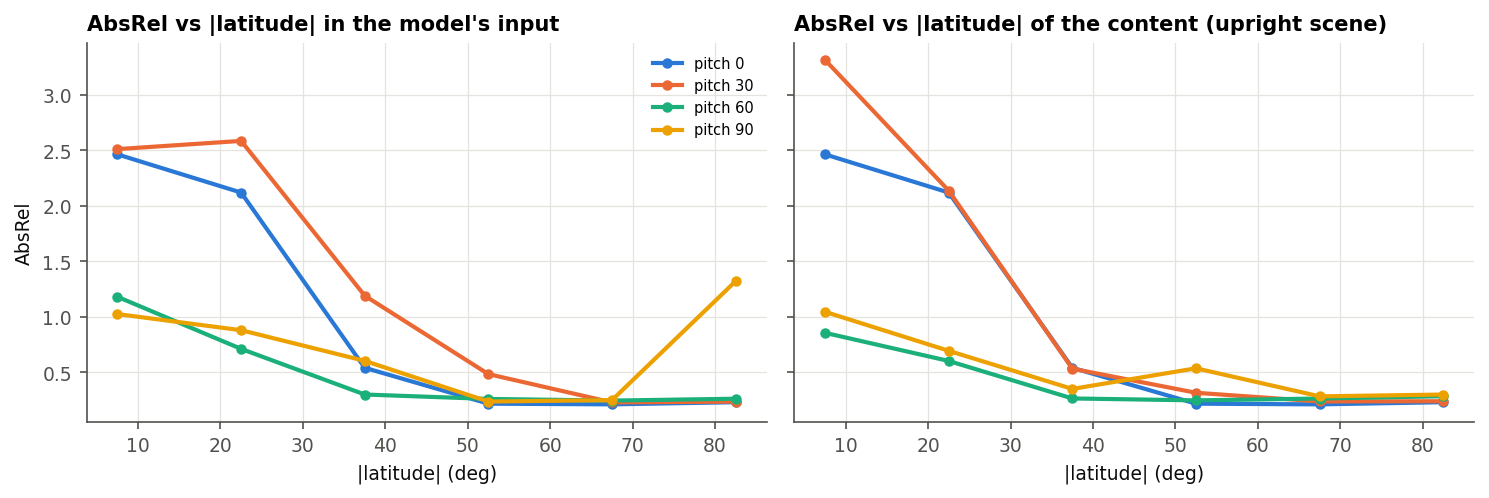 AbsRel vs |latitude| in the model's input
AbsRel vs |latitude| of the content (upright scene)
pitch 0
pitch 30
pitch 60
pitch 90
AbsRel
3.0
2.5
2.0
1.5
1.0
0.5
10 20 30 40 50 60 70 80
10 20 30 40 50 60 70 80
|latitude| (deg)
|latitude| (deg)